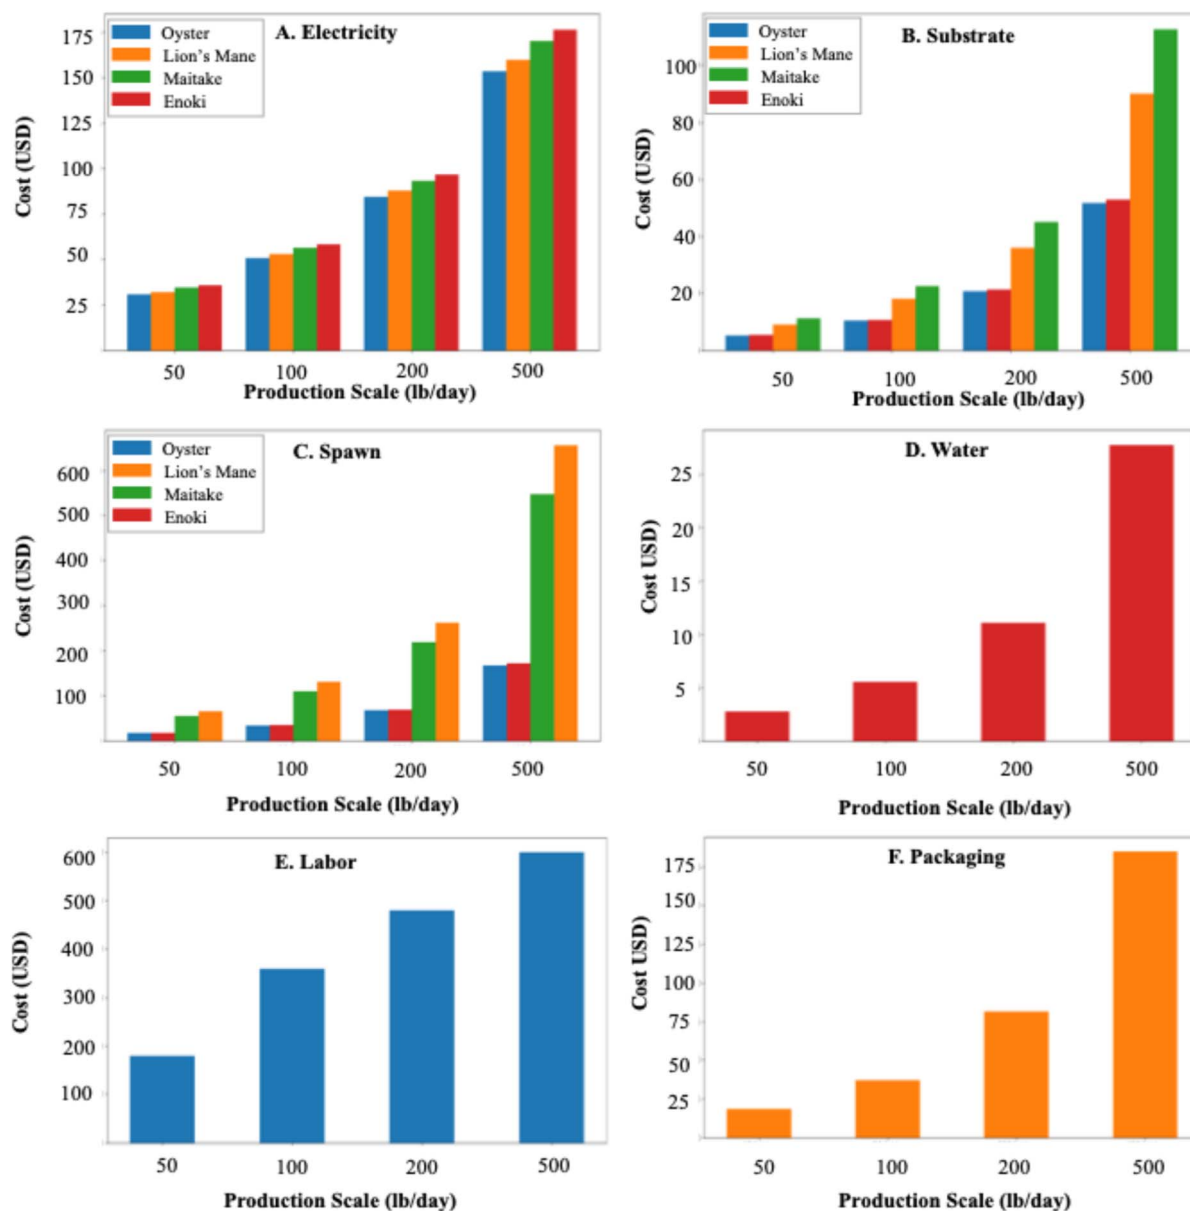 A. Electricity
Oyster
Lion's Mane
Maitake
Enoki
Cost (USD)
175
150
125
100
75
50
25
50 100 200 500
Production Scale (lb/day)
B. Substrate
Oyster
Lion's Mane
Maitake
Enoki
Cost (USD)
100
80
60
40
20
50 100 200 500
Production Scale (lb/day)
C. Spawn
Oyster
Lion's Mane
Maitake
Enoki
Cost (USD)
600
500
400
300
200
100
50 100 200 500
Production Scale (lb/day)
D. Water
Cost USD)
25
20
15
10
5
50 100 200 500
Production Scale (lb/day)
E. Labor
Cost (USD)
600
500
400
300
200
100
50 100 200 500
Production Scale (lb/day)
F. Packaging
Cost USD)
175
150
125
100
75
50
25
50 100 200 500
Production Scale (lb/day)